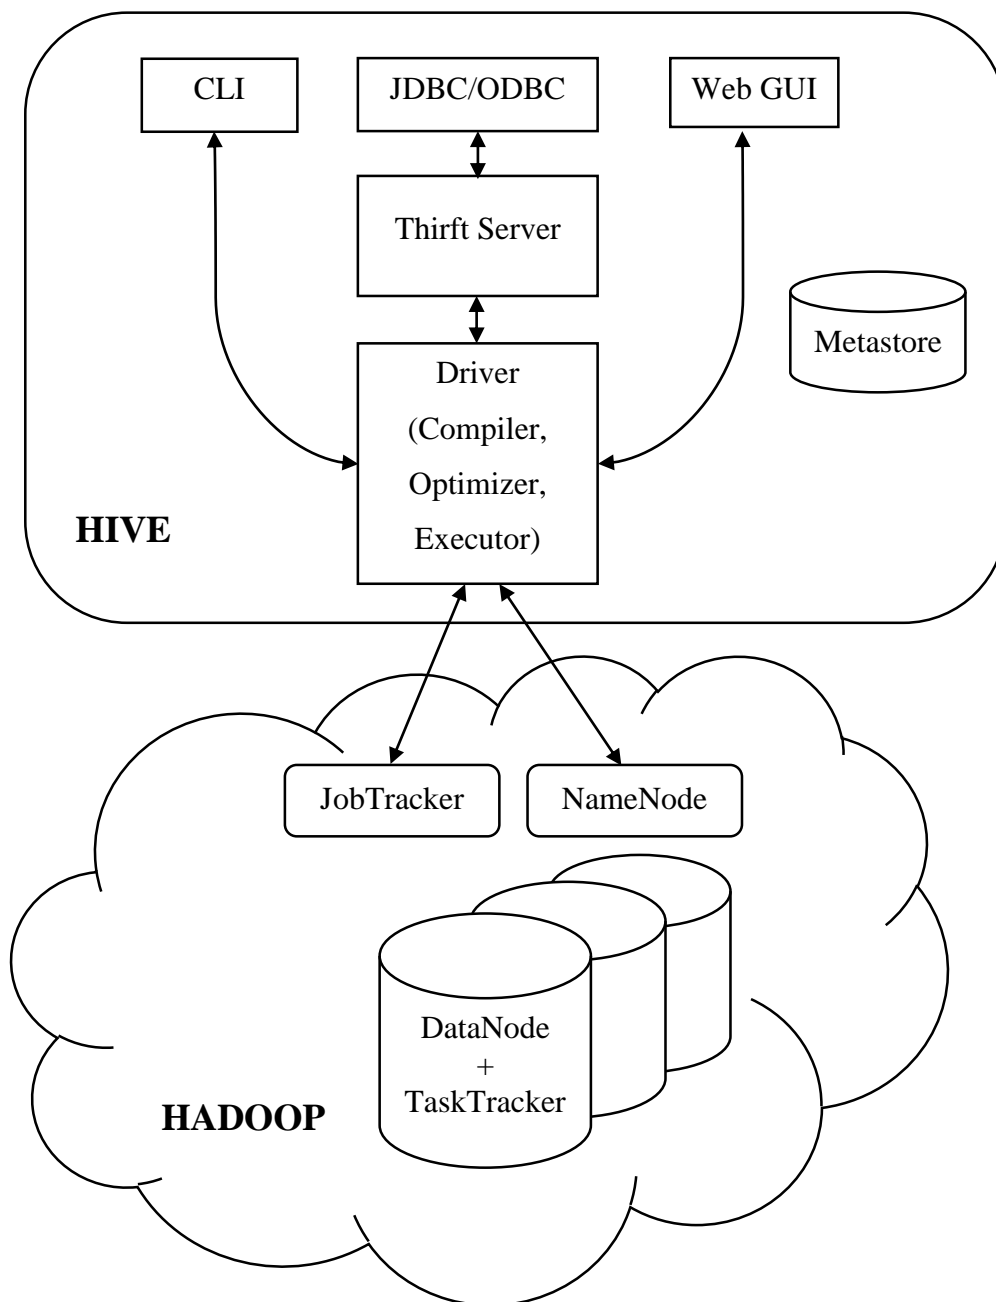 CLI
JDBC/ODBC
Web GUI
Thirft Server
Metastore
Driver
(Compiler,
Optimizer,
Executor)
HIVE
JobTracker
NameNode
DataNode
+
TaskTracker
HADOOP